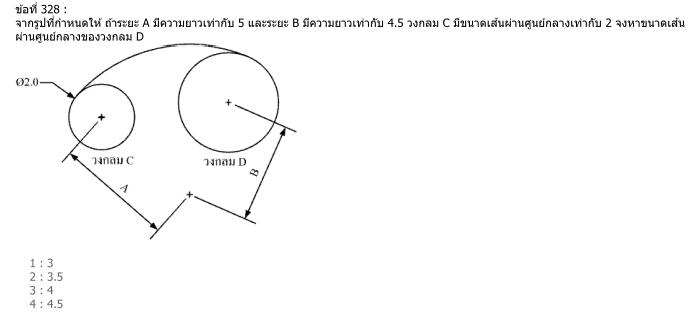 ข้อที่ 328 :
จากรูปที่กำหนดให้ ถ้าระยะ A มีความยาวเท่ากับ 5 และระยะ B มีความยาวเท่ากับ 4.5 วงกลม C มีขนาดเส้นผ่านศูนย์กลางเท่ากับ 2 จงหาขนาดเส้น
ผ่านศูนย์กลางของวงกลม D
Ø2.0
วงกลม C
วงกลม D
A
B
1 : 3
2 : 3.5
3 : 4
4 : 4.5